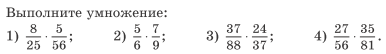 Выполните умножение:
1) 8/25 · 5/56; 2) 5/6 · 7/9; 3) 37/88 · 24/37; 4) 27/56 · 35/81.